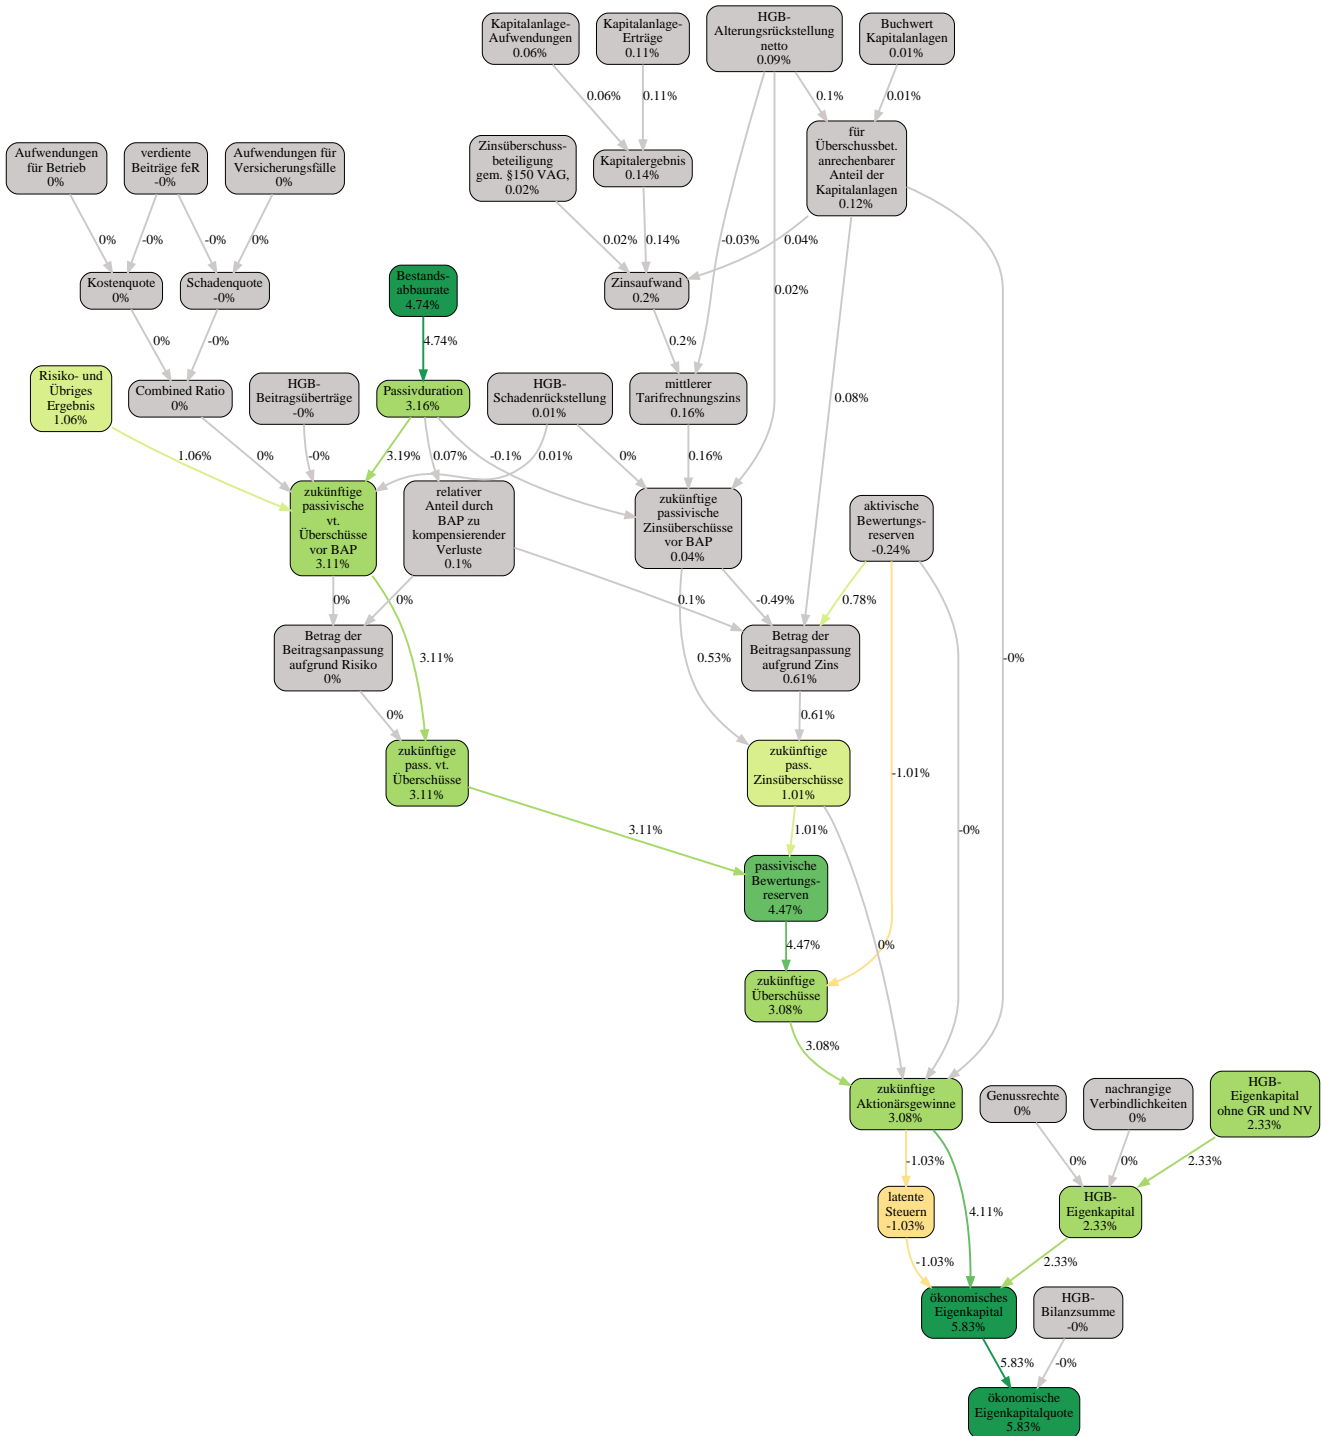 Kapitalanlage-
Aufwendungen
0.06%
Kapitalanlage-
Erträge
0.11%
HGB-
Alterungsrückstellung
netto
0.09%
Buchwert
Kapitalanlagen
0.01%
0.06%
0.11%
0.1%
0.01%
Aufwendungen
für Betrieb
0%
verdiente
Beiträge feR
-0%
Aufwendungen für
Versicherungsfälle
0%
Zinsüberschuss-
beteiligung
gem. §150 VAG,
0.02%
Kapitalergebnis
0.14%
für
Überschussbet.
anrechenbarer
Anteil der
Kapitalanlagen
0.12%
0%
-0%
-0%
0%
0.02%
0.14%
-0.03%
0.04%
Kostenquote
0%
Schadenquote
-0%
Bestands-
abbaurate
4.74%
Zinsaufwand
0.2%
0.02%
0%
-0%
4.74%
0.2%
Risiko- und
Übriges
Ergebnis
1.06%
Combined Ratio
0%
HGB-
Beitragsüberträge
-0%
Passivduration
3.16%
HGB-
Schadenrückstellung
0.01%
mittlerer
Tarifrechnungszins
0.16%
0.08%
1.06%
0%
-0%
3.19%
0.07%
-0.1%
0.01%
0%
0.16%
zukünftige
passivische
vt.
Überschüsse
vor BAP
3.11%
relativer
Anteil durch
BAP zu
kompensierender
Verluste
0.1%
zukünftige
passivische
Zinsüberschüsse
vor BAP
0.04%
aktivische
Bewertungs-
reserven
-0.24%
0%
0%
0.1%
-0.49%
0.78%
Betrag der
Beitragsanpassung
aufgrund Risiko
0%
3.11%
0.53%
Betrag der
Beitragsanpassung
aufgrund Zins
0.61%
-0%
0%
0.61%
zukünftige
pass. vt.
Überschüsse
3.11%
zukünftige
pass.
Zinsüberschüsse
1.01%
-1.01%
3.11%
1.01%
-0%
passivische
Bewertungs-
reserven
4.47%
4.47%
0%
zukünftige
Überschüsse
3.08%
3.08%
zukünftige
Aktionärsgewinne
3.08%
Genussrechte
0%
nachrangige
Verbindlichkeiten
0%
HGB-
Eigenkapital
ohne GR und NV
2.33%
-1.03%
0%
0%
2.33%
latente
Steuern
-1.03%
4.11%
HGB-
Eigenkapital
2.33%
-1.03%
2.33%
ökonomisches
Eigenkapital
5.83%
HGB-
Bilanzsumme
-0%
5.83%
-0%
ökonomische
Eigenkapitalquote
5.83%